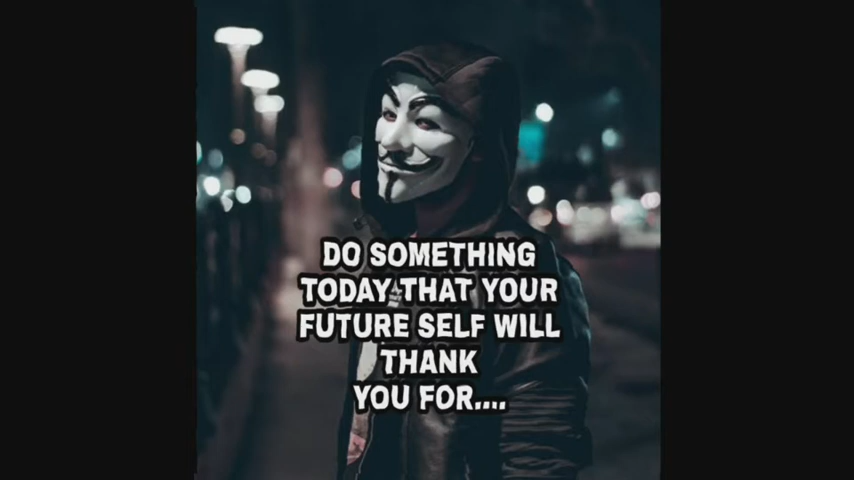 DO SOMETHING
TODAY THAT YOUR
FUTURE SELF WILL
THANK
YOU FOR....